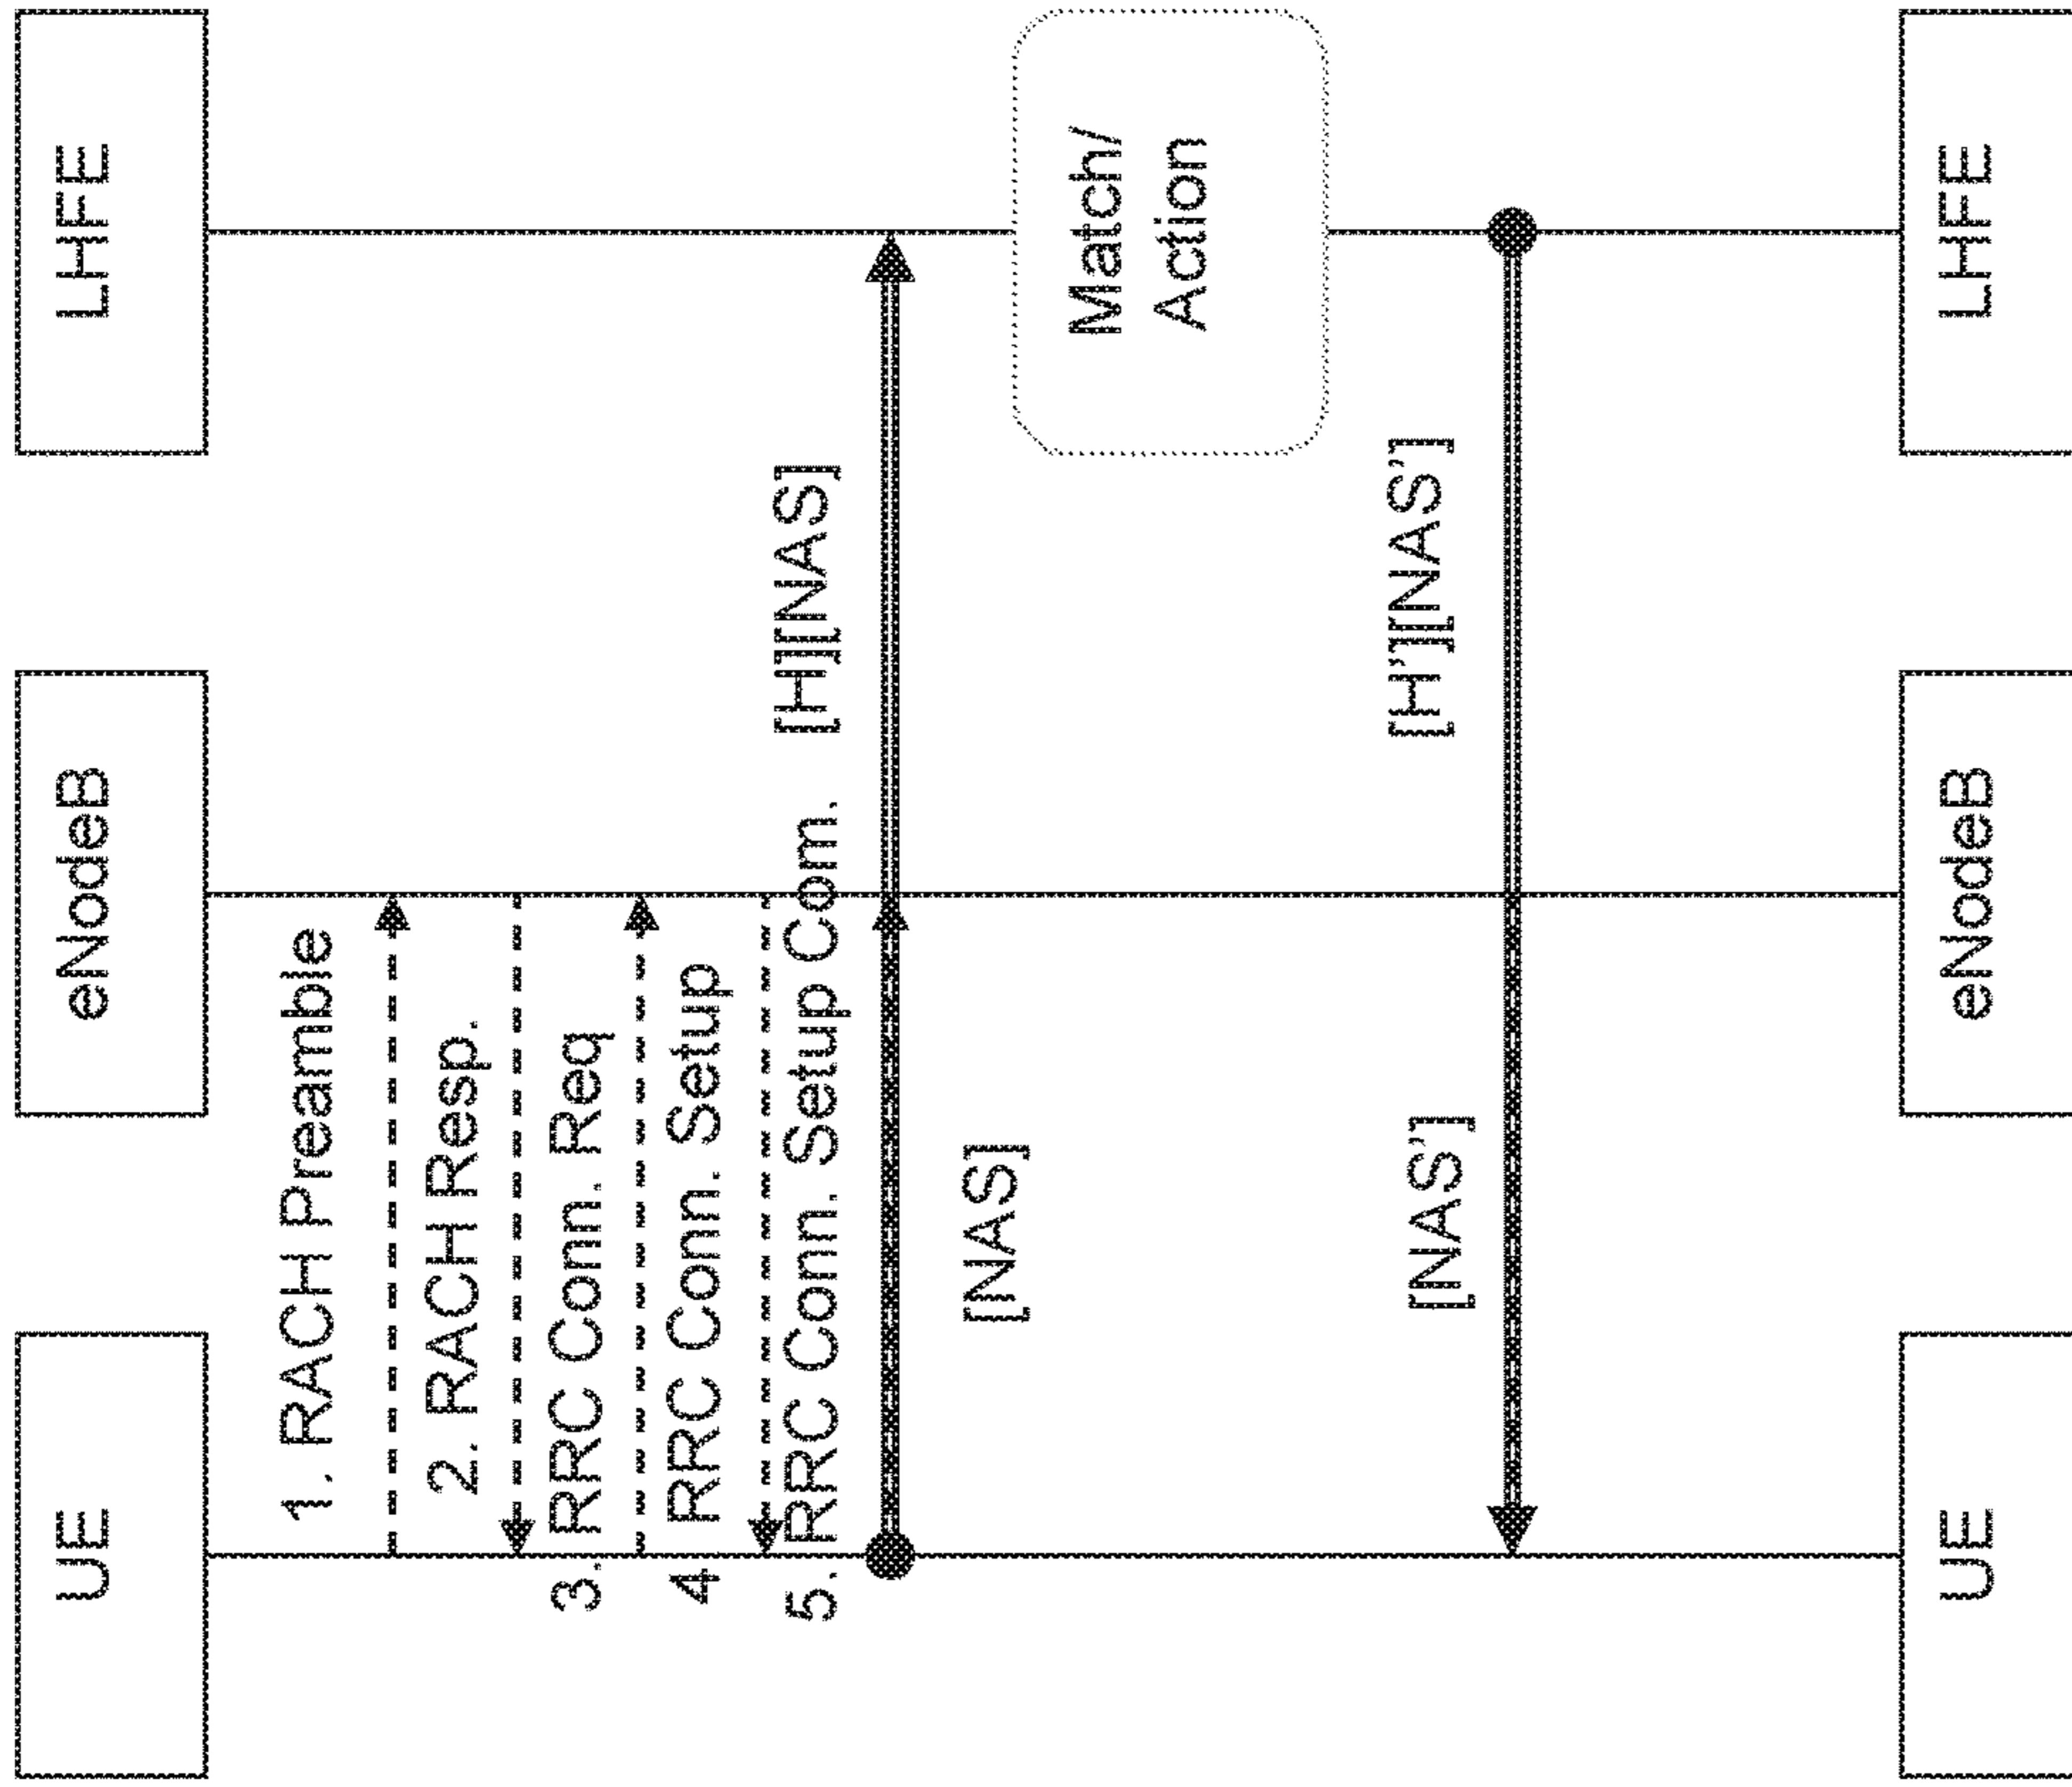 UE
eNodeB
LHFE
1. RACH Preamble
2. RACH Resp.
3. RRC Conn. Req
4 RRC Conn. Setup
5. RRC Conn. Setup Com.
[H][NAS]
[NAS]
Match/
Action
[H'][NAS']
[NAS']
UE
eNodeB
LHFE